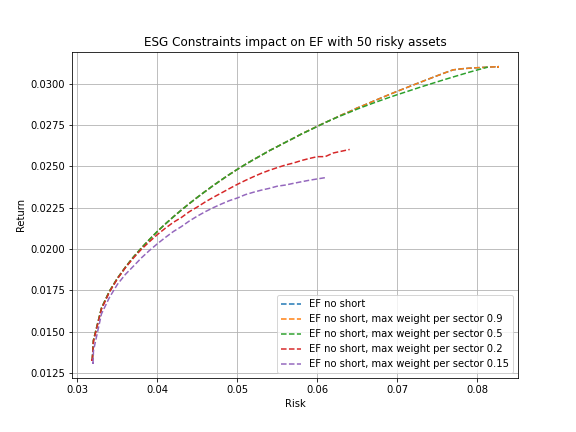 ESG Constraints impact on EF with 50 risky assets
Return
0.0300
0.0275
0.0250
0.0225
0.0200
0.0175
0.0150
0.0125
EF no short
EF no short, max weight per sector 0.9
EF no short, max weight per sector 0.5
EF no short, max weight per sector 0.2
EF no short, max weight per sector 0.15
0.03
0.04
0.05
0.06
0.07
0.08
Risk